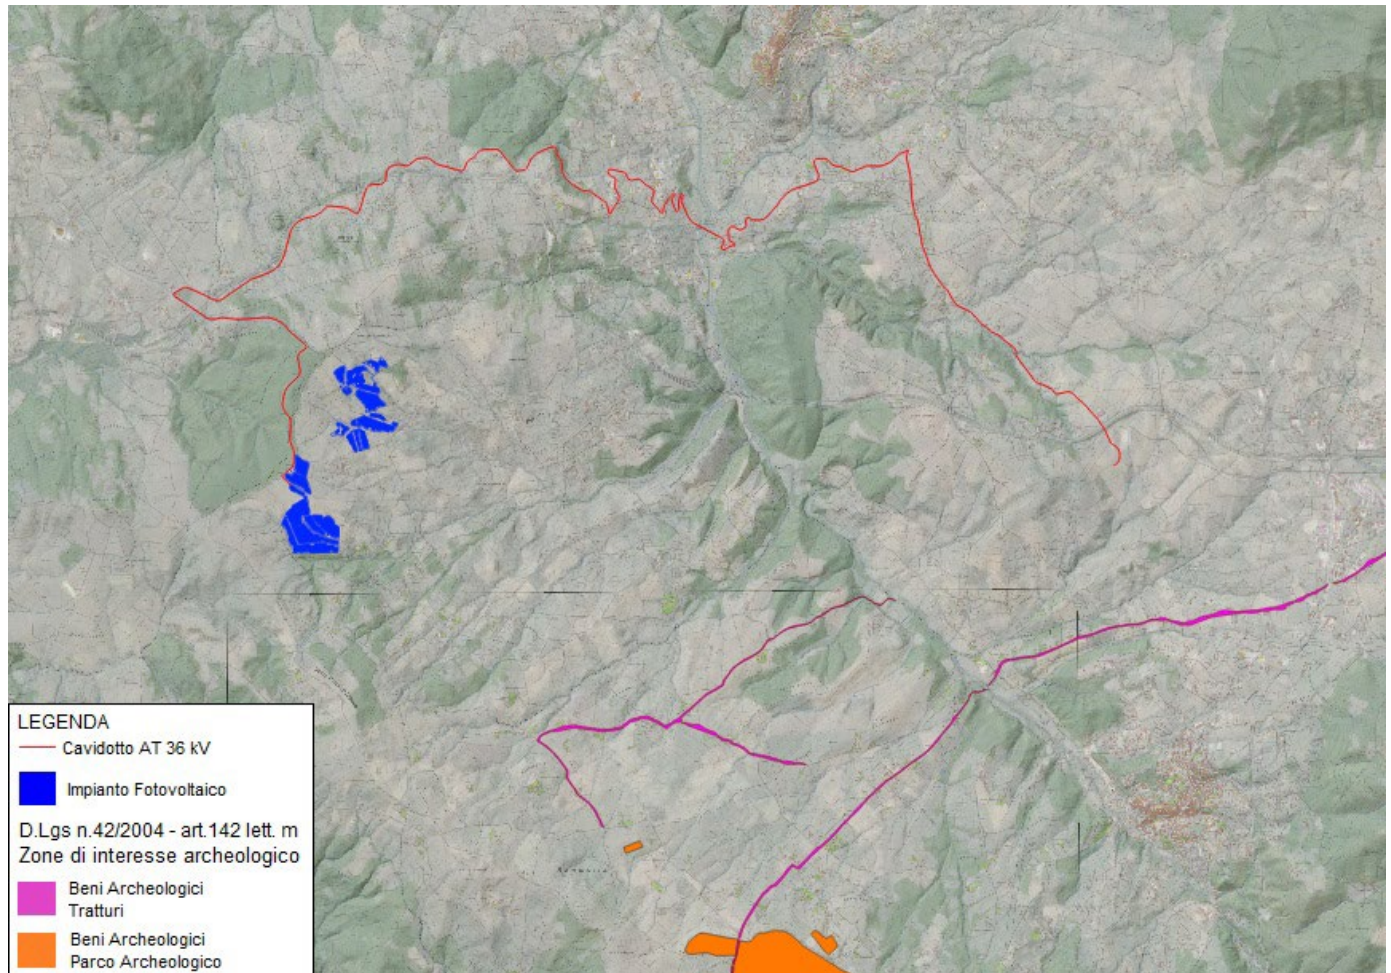 LEGENDA
Cavidotto AT 36 kV
Impianto Fotovoltaico
D.Lgs n.42/2004 - art.142 lett. m
Zone di interesse archeologico
Beni Archeologici
Tratturi
Beni Archeologici
Parco Archeologico